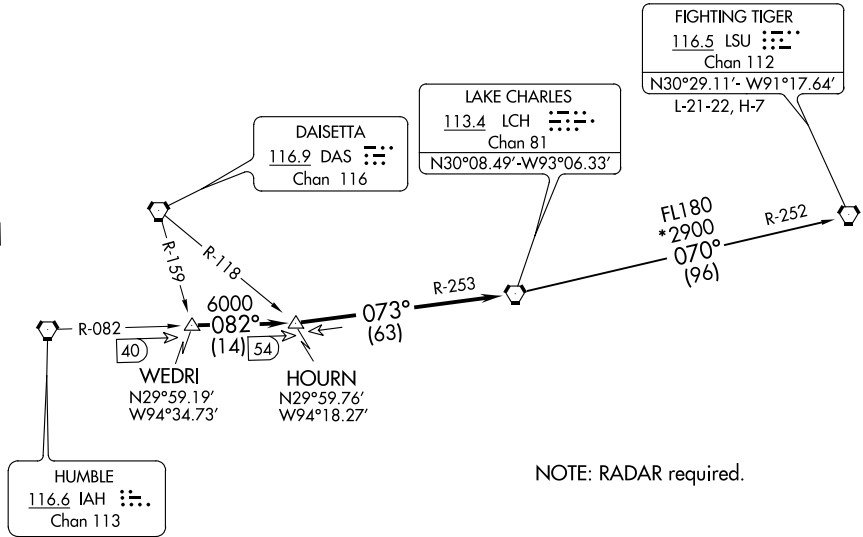 FIGHTING TIGER
116.5 LSU
Chan 112
N30°29.11′- W91°17.64′
L-21-22, H-7
LAKE CHARLES
113.4 LCH
Chan 81
N30°08.49′-W93°06.33′
DAISETTA
116.9 DAS
Chan 116
R-159
R-118
FL180
*2900
070°
(96)
R-252
R-253
073°
(63)
6000
082°
(14)
R-082
40
54
WEDRI
N29°59.19′
W94°34.73′
HOURN
N29°59.76′
W94°18.27′
HUMBLE
116.6 IAH
Chan 113
NOTE: RADAR required.